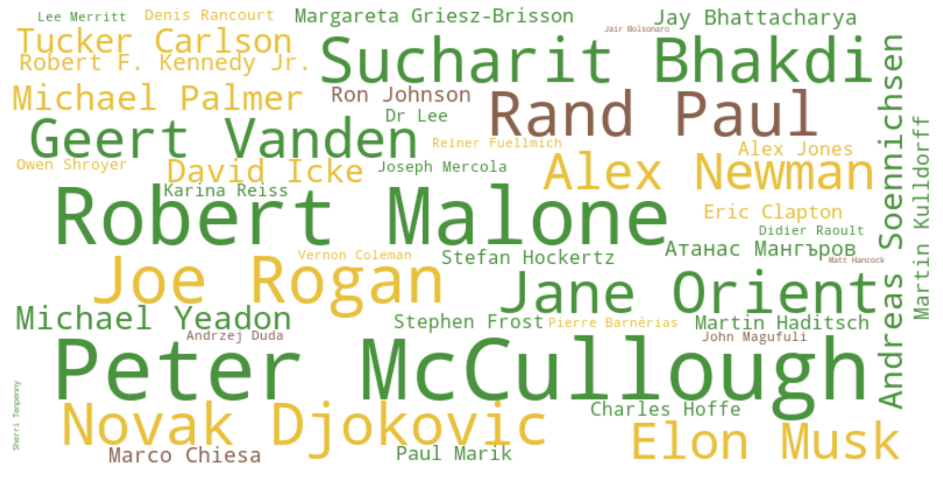 Lee Merritt
Denis Rancourt
Margareta Griesz-Brisson
Jay Bhattacharya
Jair Bolsonaro
Tucker Carlson
Sucharit Bhakdi
Robert F. Kennedy Jr.
Michael Palmer
Ron Johnson
Rand Paul
Dr Lee
Geert Vanden
Reiner Fuellmich
Alex Jones
Owen Shroyer
David Icke
Joseph Mercola
Alex Newman
Andreas Soennichsen
Martin Kulldorff
Karina Reiss
Robert Malone
Eric Clapton
Didier Raoult
Атанас Мангъров
Vernon Coleman
Stefan Hockertz
Matt Hancock
Joe Rogan
Jane Orient
Michael Yeadon
Stephen Frost
Pierre Barnérias
Martin Haditsch
Andrzej Duda
John Magufuli
Peter McCullough
Sherri Tenpenny
Novak Djokovic
Charles Hoffe
Elon Musk
Marco Chiesa
Paul Marik